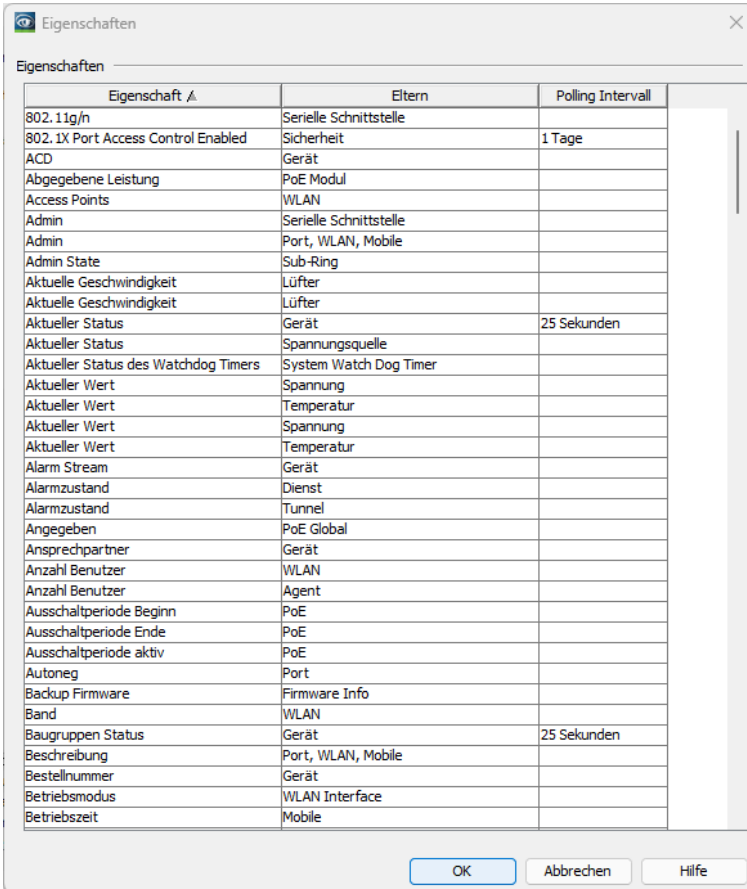 Eigenschaften
Eigenschaften
Eigenschaft Eltern Polling Intervall
802.11g/n Serielle Schnittstelle
802.1X Port Access Control Enabled Sicherheit 1 Tage
ACD Gerät
Abgegebene Leistung PoE Modul
Access Points WLAN
Admin Serielle Schnittstelle
Admin Port, WLAN, Mobile
Admin State Sub-Ring
Aktuelle Geschwindigkeit Lüfter
Aktuelle Geschwindigkeit Lüfter
Aktueller Status Gerät 25 Sekunden
Aktueller Status Spannungsquelle
Aktueller Status des Watchdog Timers System Watch Dog Timer
Aktueller Wert Spannung
Aktueller Wert Temperatur
Aktueller Wert Spannung
Aktueller Wert Temperatur
Alarm Stream Gerät
Alarmzustand Dienst
Alarmzustand Tunnel
Angegeben PoE Global
Ansprechpartner Gerät
Anzahl Benutzer WLAN
Anzahl Benutzer Agent
Ausschaltperiode Beginn PoE
Ausschaltperiode Ende PoE
Ausschaltperiode aktiv PoE
Autoneg Port
Backup Firmware Firmware Info
Band WLAN
Baugruppen Status Gerät 25 Sekunden
Beschreibung Port, WLAN, Mobile
Bestellnummer Gerät
Betriebsmodus WLAN Interface
Betriebszeit Mobile
OK Abbrechen Hilfe